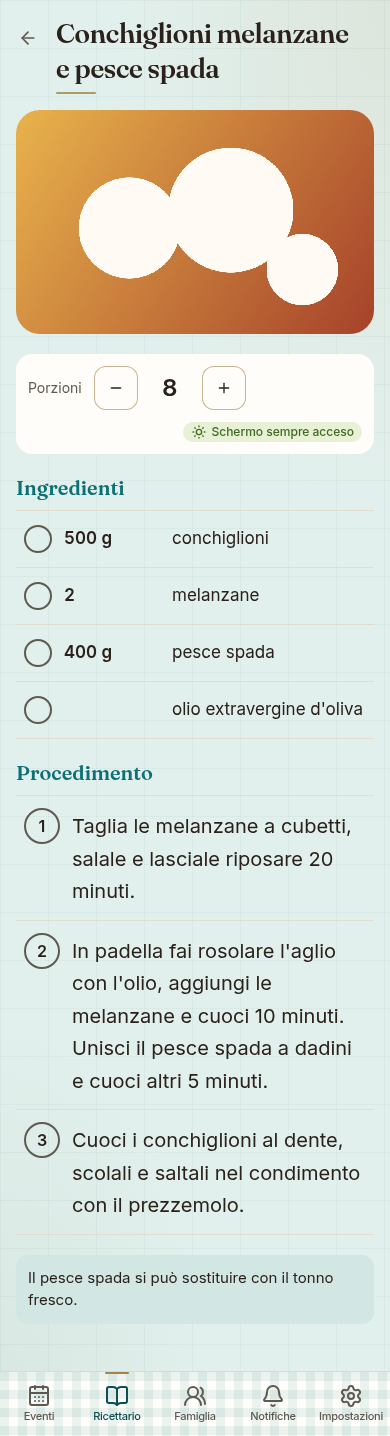 Conchiglioni melanzane
e pesce spada
Porzioni − 8 +
Schermo sempre acceso
Ingredienti
500 g conchiglioni
2 melanzane
400 g pesce spada
olio extravergine d'oliva
Procedimento
1 Taglia le melanzane a cubetti,
salale e lasciale riposare 20
minuti.
2 In padella fai rosolare l'aglio
con l'olio, aggiungi le
melanzane e cuoci 10 minuti.
Unisci il pesce spada a dadini
e cuoci altri 5 minuti.
3 Cuoci i conchiglioni al dente,
scolali e saltali nel condimento
con il prezzemolo.
Il pesce spada si può sostituire con il tonno
fresco.
Eventi Ricettario Famiglia Notifiche Impostazioni